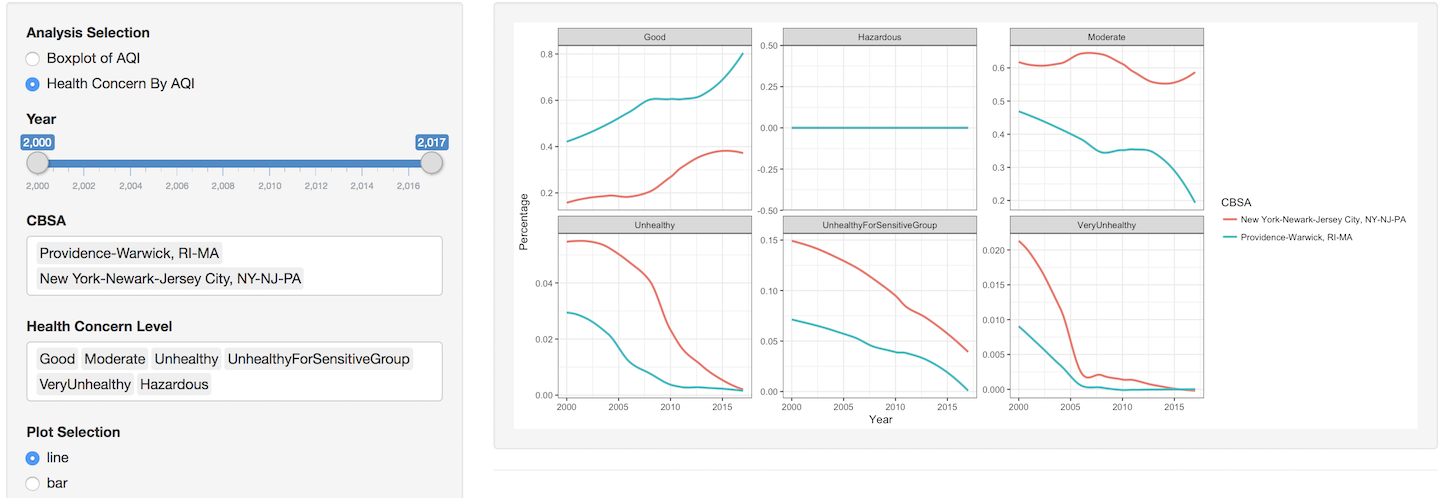 Analysis Selection
Boxplot of AQI
Health Concern By AQI
Year
2,000 2,017
2,000 2,002 2,004 2,006 2,008 2,010 2,012 2,014 2,016
CBSA
Providence-Warwick, RI-MA
New York-Newark-Jersey City, NY-NJ-PA
Health Concern Level
Good Moderate Unhealthy UnhealthyForSensitiveGroup
VeryUnhealthy Hazardous
Plot Selection
line
bar
Percentage
Good
0.8
0.6
0.4
0.2
Hazardous
0.50
0.25
0.00
-0.25
-0.50
Moderate
0.6
0.5
0.4
0.3
0.2
Unhealthy
0.04
0.02
0.00
2000 2005 2010 2015
UnhealthyForSensitiveGroup
0.15
0.10
0.05
0.00
2000 2005 2010 2015
VeryUnhealthy
0.020
0.015
0.010
0.005
0.000
2000 2005 2010 2015
Year
CBSA
New York-Newark-Jersey City, NY-NJ-PA
Providence-Warwick, RI-MA